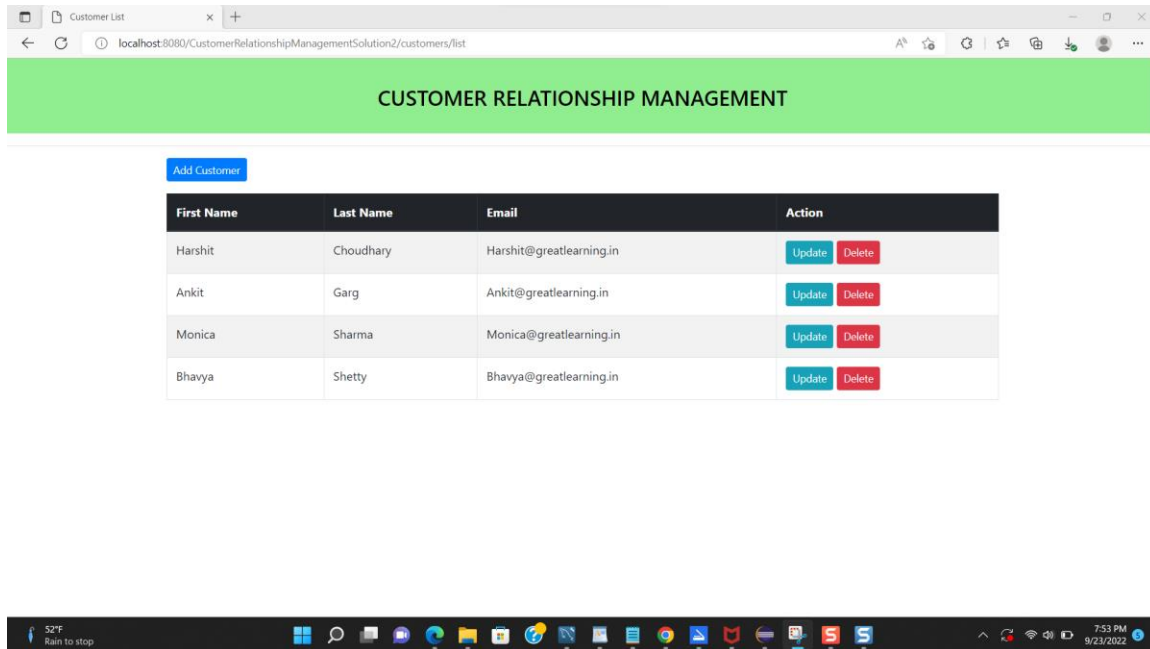 Customer List
localhost:8080/CustomerRelationshipManagementSolution2/customers/list
CUSTOMER RELATIONSHIP MANAGEMENT
Add Customer
First Name Last Name Email Action
Harshit Choudhary Harshit@greatlearning.in Update Delete
Ankit Garg Ankit@greatlearning.in Update Delete
Monica Sharma Monica@greatlearning.in Update Delete
Bhavya Shetty Bhavya@greatlearning.in Update Delete
52°F
Rain to stop
7:53 PM
9/23/2022
5